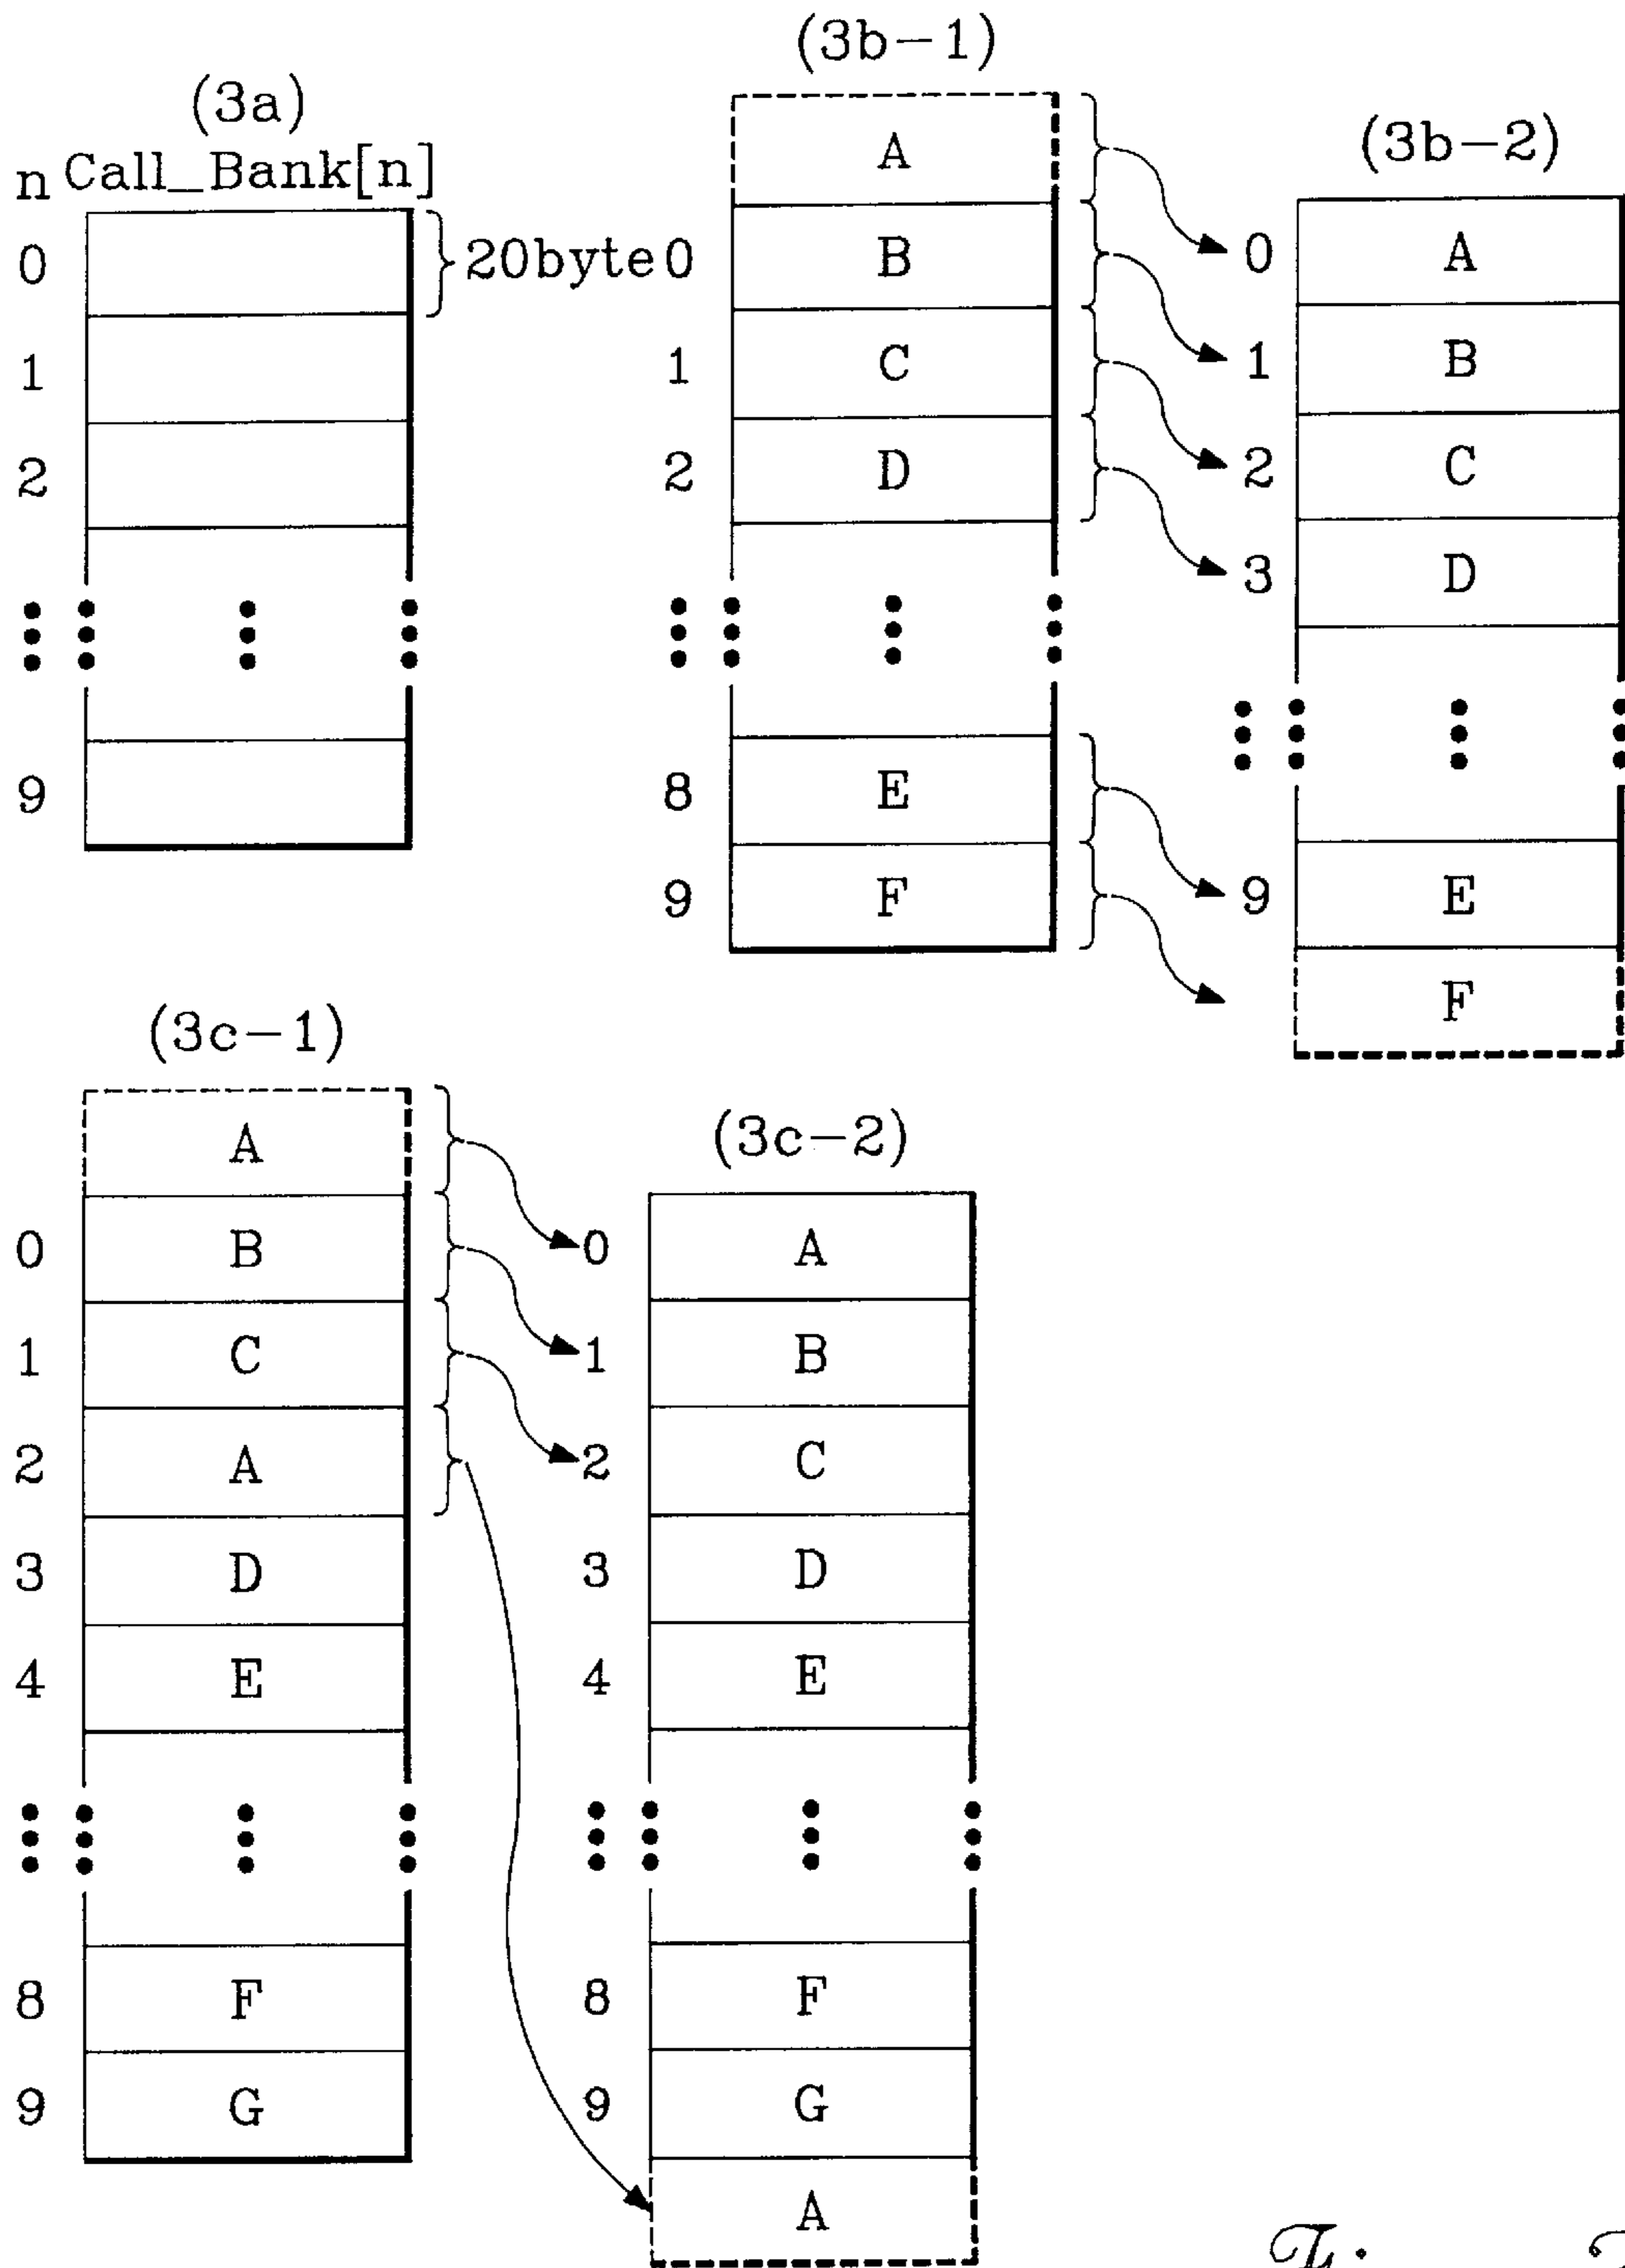 (3a)
n Call_Bank[n]
0 20byte
1
2
9
(3b-1)
A
0 B
1 C
2 D
8 E
9 F
(3b-2)
0 A
1 B
2 C
3 D
9 E
F
(3c-1)
A
0 B
1 C
2 A
3 D
4 E
8 F
9 G
(3c-2)
0 A
1 B
2 C
3 D
4 E
8 F
9 G
A